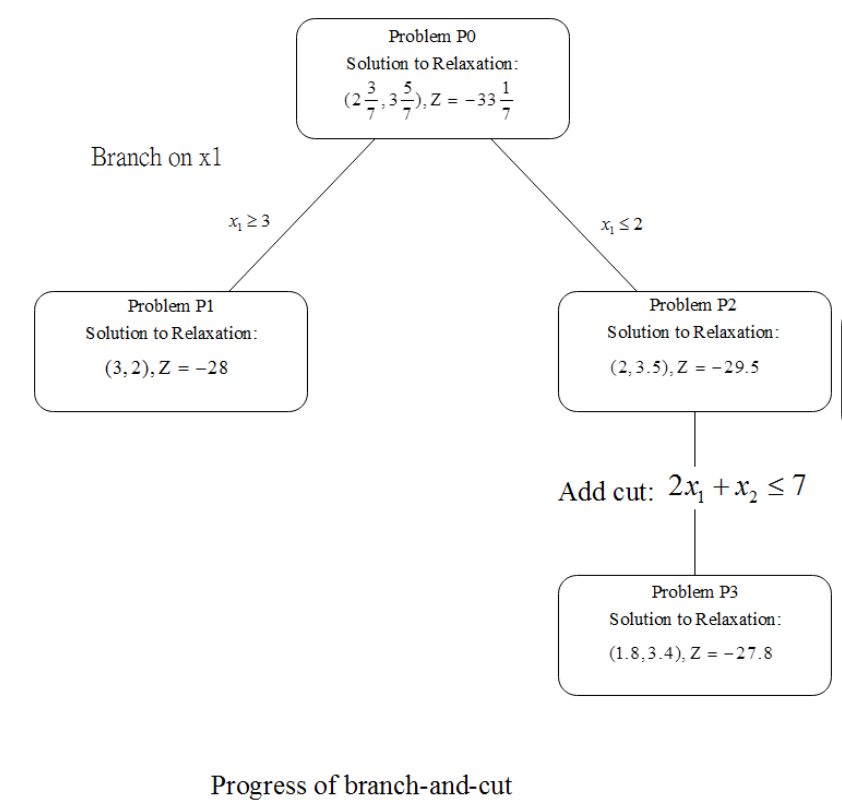 Problem P0
Solution to Relaxation:
(2 3/7, 3 5/7), Z = −33 1/7
Branch on x1
x₁ ≥ 3
x₁ ≤ 2
Problem P1
Solution to Relaxation:
(3, 2), Z = −28
Problem P2
Solution to Relaxation:
(2, 3.5), Z = −29.5
Add cut: 2x₁ + x₂ ≤ 7
Problem P3
Solution to Relaxation:
(1.8, 3.4), Z = −27.8
Progress of branch-and-cut